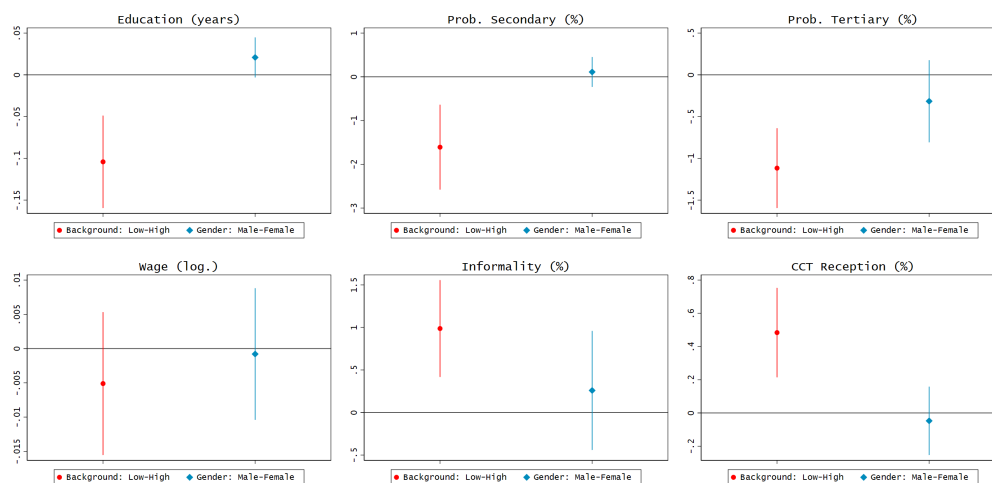 Education (years)
.05
0
-.05
-.1
-.15
Background: Low-High
Gender: Male-Female
Prob. Secondary (%)
1
0
-1
-2
-3
Background: Low-High
Gender: Male-Female
Prob. Tertiary (%)
.5
0
-.5
-1
-1.5
Background: Low-High
Gender: Male-Female
Wage (log.)
.01
.005
0
-.005
-.01
-.015
Background: Low-High
Gender: Male-Female
Informality (%)
1.5
1
.5
0
-.5
Background: Low-High
Gender: Male-Female
CCT Reception (%)
.8
.6
.4
.2
0
-.2
Background: Low-High
Gender: Male-Female